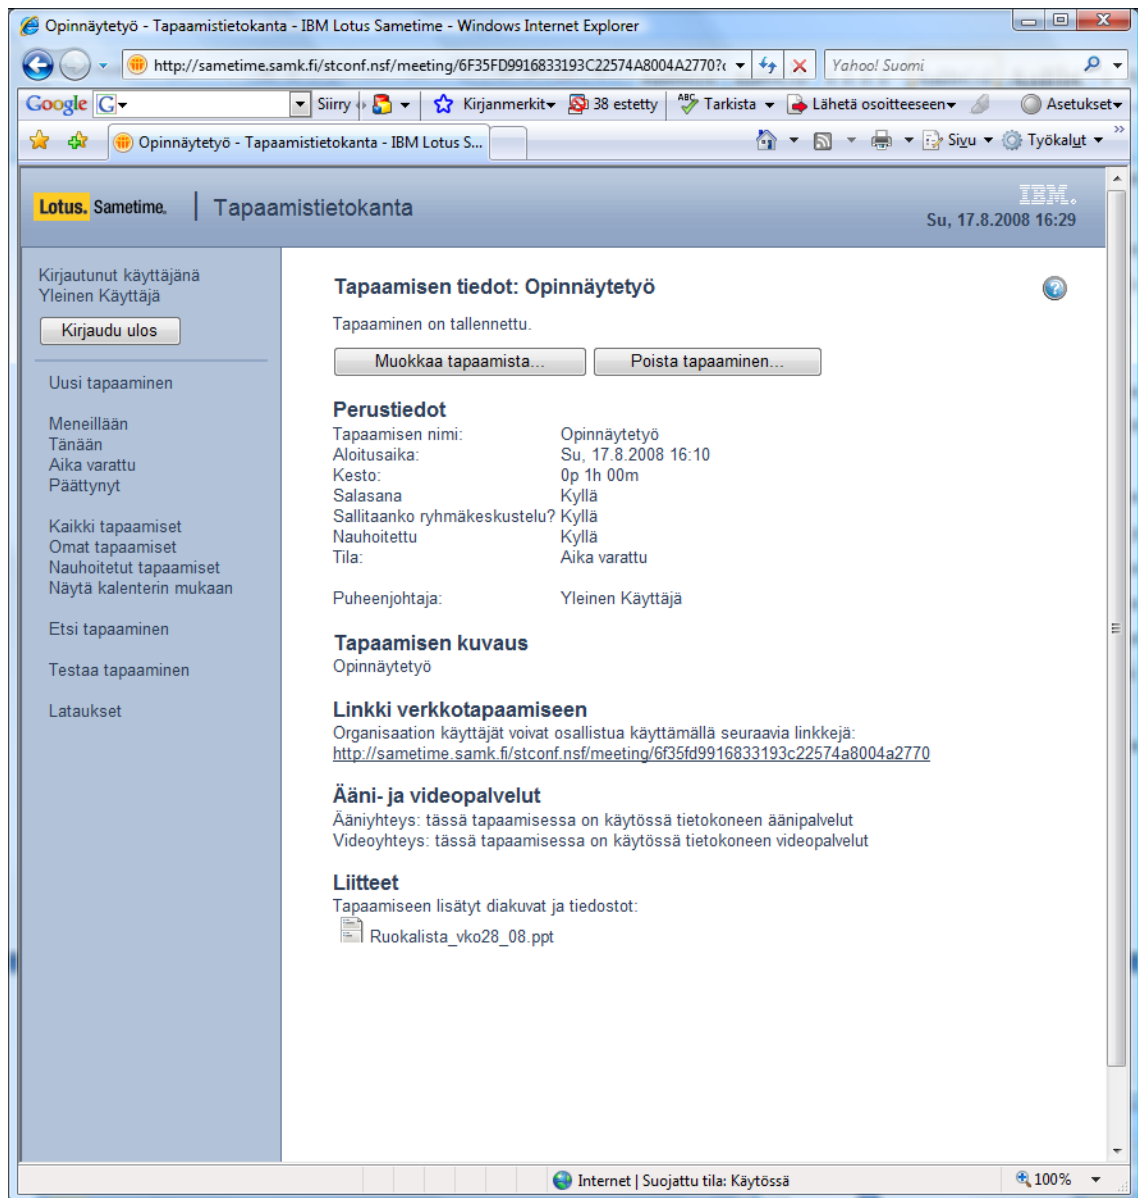 Opinnäytetyö - Tapaamistietokanta - IBM Lotus Sametime - Windows Internet Explorer
http://sametime.samk.fi/stconf.nsf/meeting/6F35FD9916833193C22574A8004A2770?c
Yahoo! Suomi
Google G Siirry Kirjanmerkit 38 estetty ABC Tarkista Lähetä osoitteeseen Asetukset
Opinnäytetyö - Tapaamistietokanta - IBM Lotus S... Sivu Työkalut
Lotus. Sametime. | Tapaamistietokanta
IBM.
Su, 17.8.2008 16:29
Kirjautunut käyttäjänä
Yleinen Käyttäjä
Kirjaudu ulos
Uusi tapaaminen
Meneillään
Tänään
Aika varattu
Päättynyt
Kaikki tapaamiset
Omat tapaamiset
Nauhoitetut tapaamiset
Näytä kalenterin mukaan
Etsi tapaaminen
Testaa tapaaminen
Lataukset
Tapaamisen tiedot: Opinnäytetyö
Tapaaminen on tallennettu.
Muokkaa tapaamista... Poista tapaaminen...
Perustiedot
Tapaamisen nimi: Opinnäytetyö
Aloitusaika: Su, 17.8.2008 16:10
Kesto: 0p 1h 00m
Salasana Kyllä
Sallitaanko ryhmäkeskustelu? Kyllä
Nauhoitettu Kyllä
Tila: Aika varattu
Puheenjohtaja: Yleinen Käyttäjä
Tapaamisen kuvaus
Opinnäytetyö
Linkki verkkotapaamiseen
Organisaation käyttäjät voivat osallistua käyttämällä seuraavia linkkejä:
http://sametime.samk.fi/stconf.nsf/meeting/6f35fd9916833193c22574a8004a2770
Ääni- ja videopalvelut
Ääniyhteys: tässä tapaamisessa on käytössä tietokoneen äänipalvelut
Videoyhteys: tässä tapaamisessa on käytössä tietokoneen videopalvelut
Liitteet
Tapaamiseen lisätyt diakuvat ja tiedostot:
Ruokalista_vko28_08.ppt
Internet | Suojattu tila: Käytössä
100%